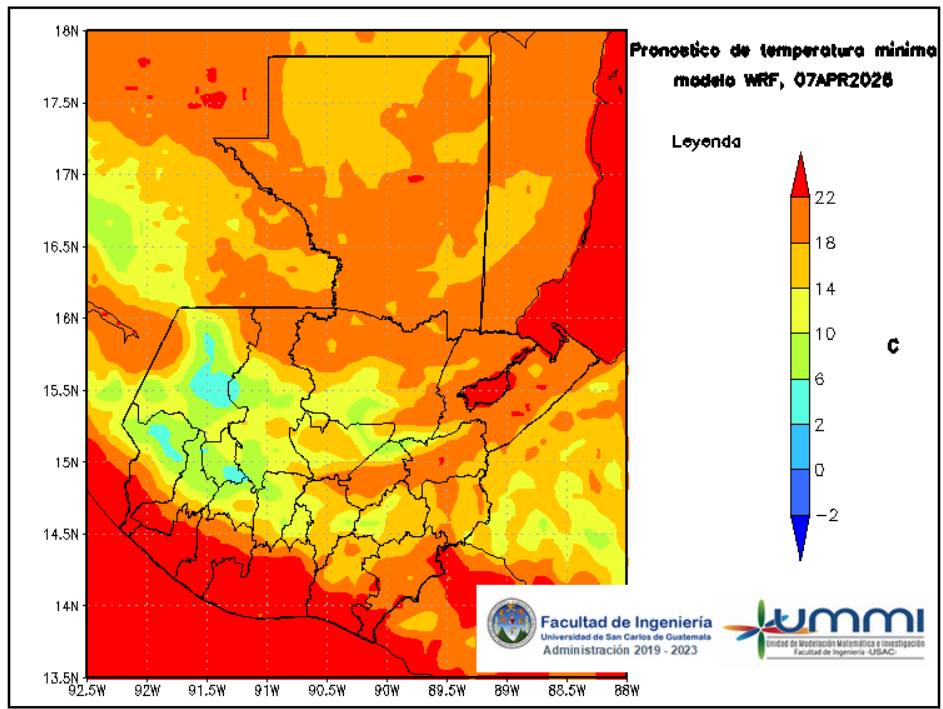 Pronostico de temperatura minima
modelo WRF, 07APR2026
Leyenda
22
18
14
10
6
2
0
−2
C
18N
17.5N
17N
16.5N
16N
15.5N
15N
14.5N
14N
13.5N
92.5W 92W 91.5W 91W 90.5W 90W 89.5W 89W 88.5W 88W
Facultad de Ingeniería
Universidad de San Carlos de Guatemala
Administración 2019 - 2023
ummi
Unidad de Modelación Matemática e Investigación
Facultad de Ingeniería -USAC-